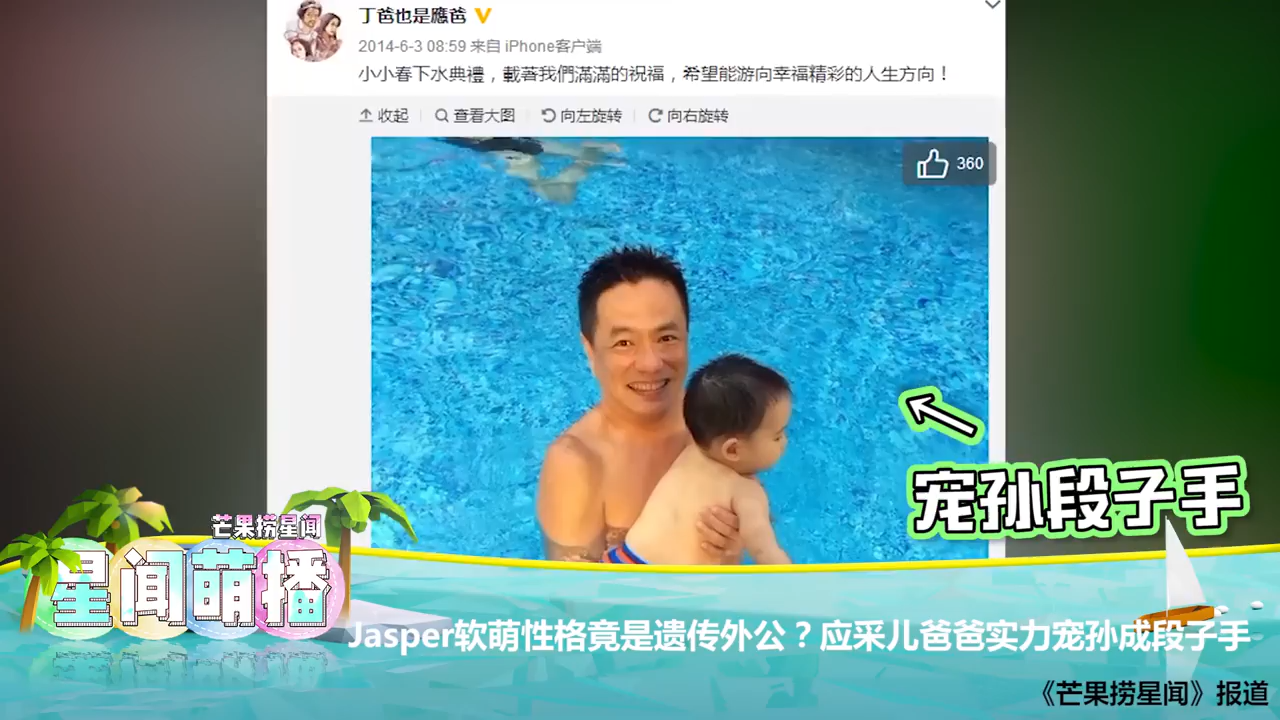 丁爸也是應爸
2014-6-3 08:59 来自 iPhone客户端
小小春下水典禮，載著我們滿滿的祝福，希望能游向幸福精彩的人生方向！
收起 查看大图 向左旋转 向右旋转
360
宠孙段子手
芒果捞星闻
星闻萌播
Jasper软萌性格竟是遗传外公？应采儿爸爸实力宠孙成段子手
《芒果捞星闻》报道